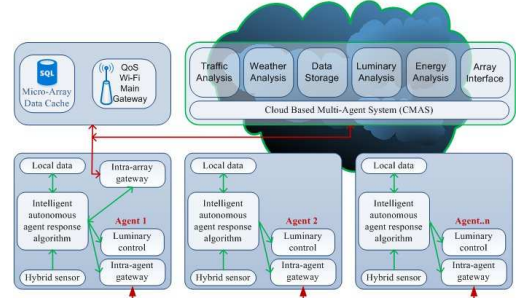 SQL
Micro-Array
Data Cache
QoS
Wi-Fi
Main
Gateway
Traffic
Analysis
Weather
Analysis
Data
Storage
Luminary
Analysis
Energy
Analysis
Array
Interface
Cloud Based Multi-Agent System (CMAS)
Local data
Intra-array
gateway
Intelligent
autonomous
agent response
algorithm
Agent 1
Luminary
control
Hybrid sensor
Intra-agent
gateway
Local data
Intelligent
autonomous
agent response
algorithm
Agent 2
Luminary
control
Hybrid sensor
Intra-agent
gateway
Local data
Intelligent
autonomous
agent response
algorithm
Agent..n
Luminary
control
Hybrid sensor
Intra-agent
gateway